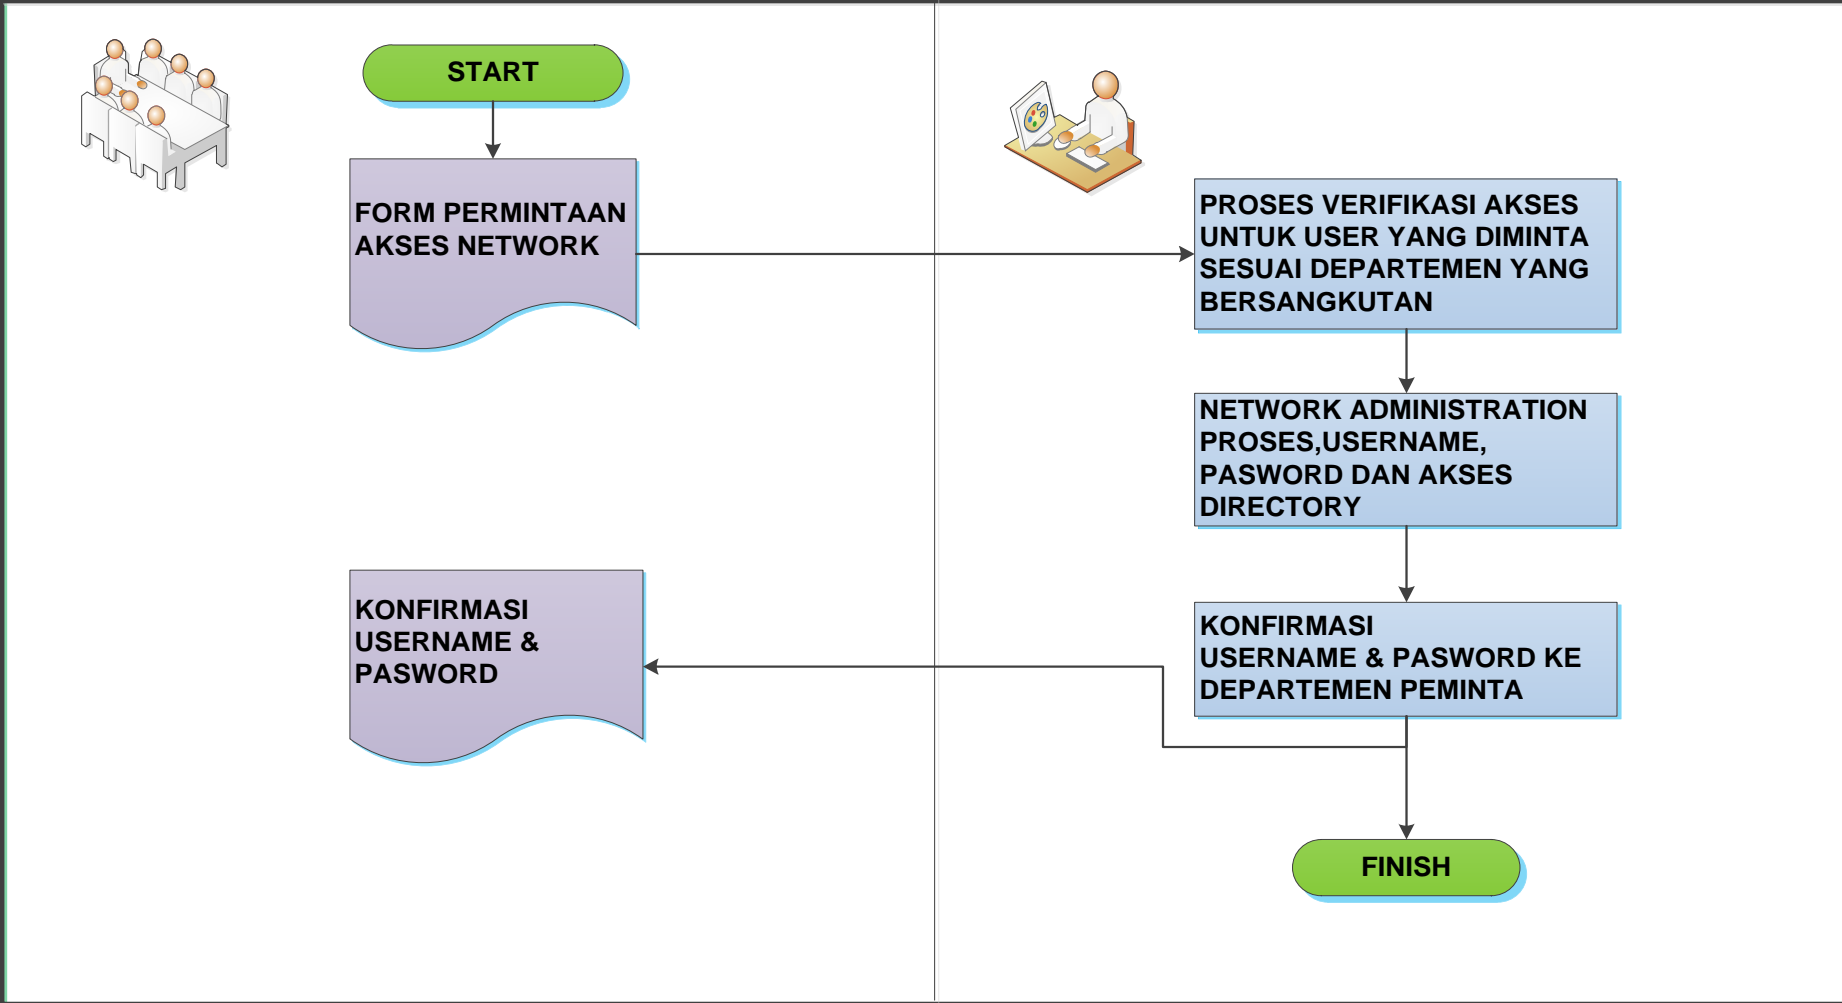 START
FORM PERMINTAAN
AKSES NETWORK
PROSES VERIFIKASI AKSES
UNTUK USER YANG DIMINTA
SESUAI DEPARTEMEN YANG
BERSANGKUTAN
NETWORK ADMINISTRATION
PROSES,USERNAME,
PASWORD DAN AKSES
DIRECTORY
KONFIRMASI
USERNAME & PASWORD KE
DEPARTEMEN PEMINTA
KONFIRMASI
USERNAME &
PASWORD
FINISH